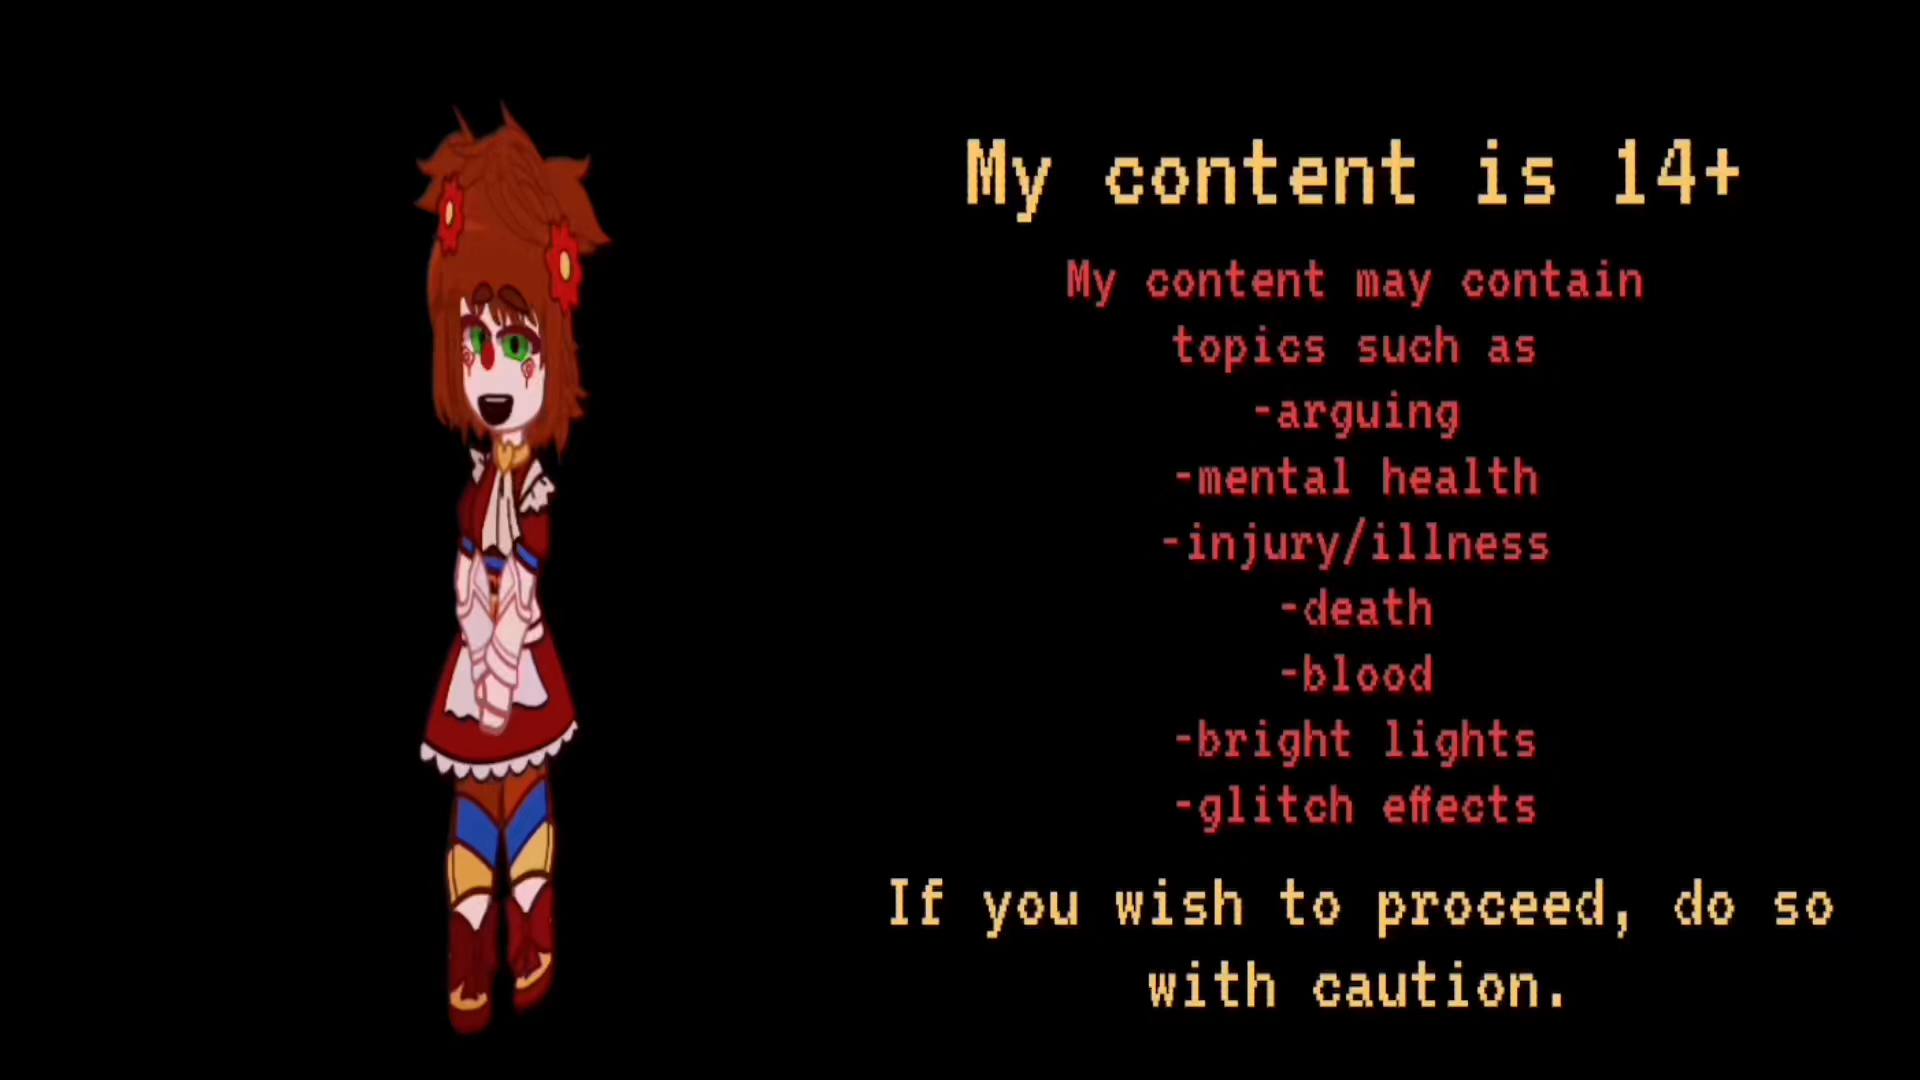 My content is 14+
My content may contain
topics such as
-arguing
-mental health
-injury/illness
-death
-blood
-bright lights
-glitch effects
If you wish to proceed, do so
with caution.